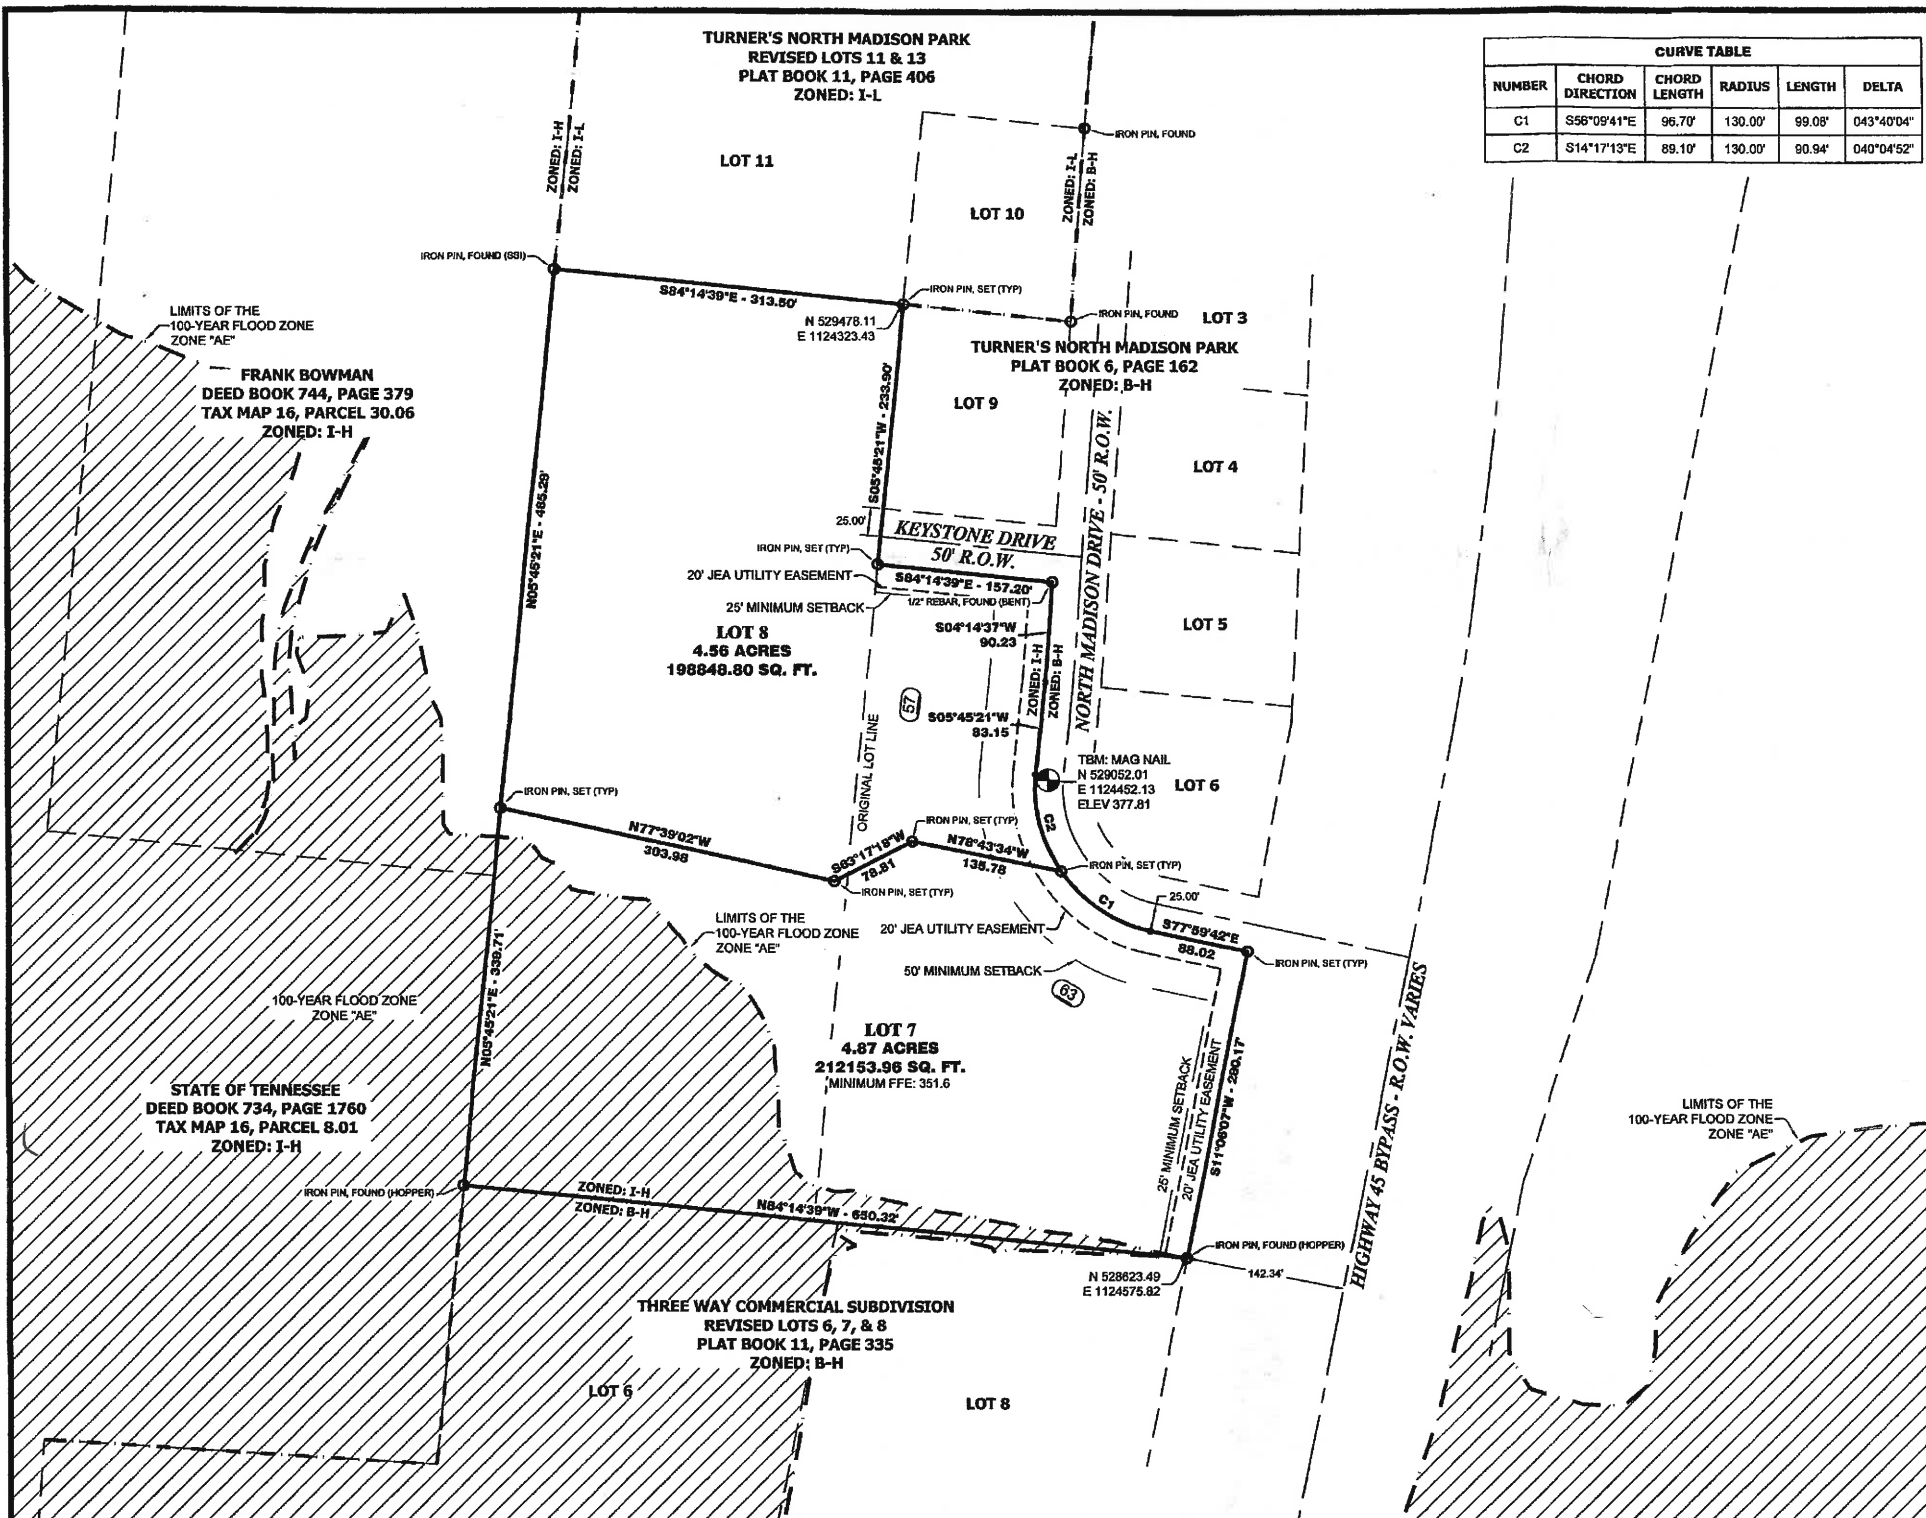 TURNER'S NORTH MADISON PARK
REVISED LOTS 11 & 13
PLAT BOOK 11, PAGE 406
ZONED: I-L
CURVE TABLE
NUMBER CHORD DIRECTION CHORD LENGTH RADIUS LENGTH DELTA
C1 S56°09'41"E 96.70' 130.00' 99.08' 043°40'04"
C2 S14°17'13"E 89.10' 130.00' 90.94' 040°04'52"
ZONED: I-H
ZONED: I-L
LOT 11
IRON PIN, FOUND
ZONED: I-L
ZONED: B-H
LOT 10
IRON PIN, FOUND (SSI)
S84°14'39"E - 313.50'
IRON PIN, SET (TYP)
N 529478.11
E 1124323.43
IRON PIN, FOUND
LOT 3
LIMITS OF THE
100-YEAR FLOOD ZONE
ZONE "AE"
TURNER'S NORTH MADISON PARK
PLAT BOOK 6, PAGE 162
ZONED: B-H
FRANK BOWMAN
DEED BOOK 744, PAGE 379
TAX MAP 16, PARCEL 30.06
ZONED: I-H
LOT 9
S05°45'21"W - 233.90'
LOT 4
N05°45'21"E - 485.29'
25.00'
KEYSTONE DRIVE
50' R.O.W.
NORTH MADISON DRIVE - 50' R.O.W.
IRON PIN, SET (TYP)
20' JEA UTILITY EASEMENT
S84°14'39"E - 157.20'
1/2" REBAR, FOUND (BENT)
25' MINIMUM SETBACK
S04°14'37"W
90.23
LOT 5
LOT 8
4.56 ACRES
198848.80 SQ. FT.
ZONED: I-H
ZONED: B-H
57
S05°45'21"W
83.15
ORIGINAL LOT LINE
TBM: MAG NAIL
N 529052.01
E 1124452.13
ELEV 377.81
LOT 6
IRON PIN, SET (TYP)
N77°39'02"W
303.98
S63°17'18"W
78.81
IRON PIN, SET (TYP)
N78°43'34"W
135.78
C2
IRON PIN, SET (TYP)
IRON PIN, SET (TYP)
C1
25.00'
S77°59'42"E
88.02
IRON PIN, SET (TYP)
LIMITS OF THE
100-YEAR FLOOD ZONE
ZONE "AE"
20' JEA UTILITY EASEMENT
50' MINIMUM SETBACK
63
N05°45'21"E - 339.71'
100-YEAR FLOOD ZONE
ZONE "AE"
LOT 7
4.87 ACRES
212153.96 SQ. FT.
MINIMUM FFE: 351.6
25' MINIMUM SETBACK
20' JEA UTILITY EASEMENT
S11°06'07"W - 280.17'
HIGHWAY 45 BYPASS - R.O.W. VARIES
STATE OF TENNESSEE
DEED BOOK 734, PAGE 1760
TAX MAP 16, PARCEL 8.01
ZONED: I-H
LIMITS OF THE
100-YEAR FLOOD ZONE
ZONE "AE"
IRON PIN, FOUND (HOPPER)
ZONED: I-H
ZONED: B-H
N84°14'39"W - 650.32'
IRON PIN, FOUND (HOPPER)
N 528623.49
E 1124575.82
142.34'
THREE WAY COMMERCIAL SUBDIVISION
REVISED LOTS 6, 7, & 8
PLAT BOOK 11, PAGE 335
ZONED: B-H
LOT 6
LOT 8